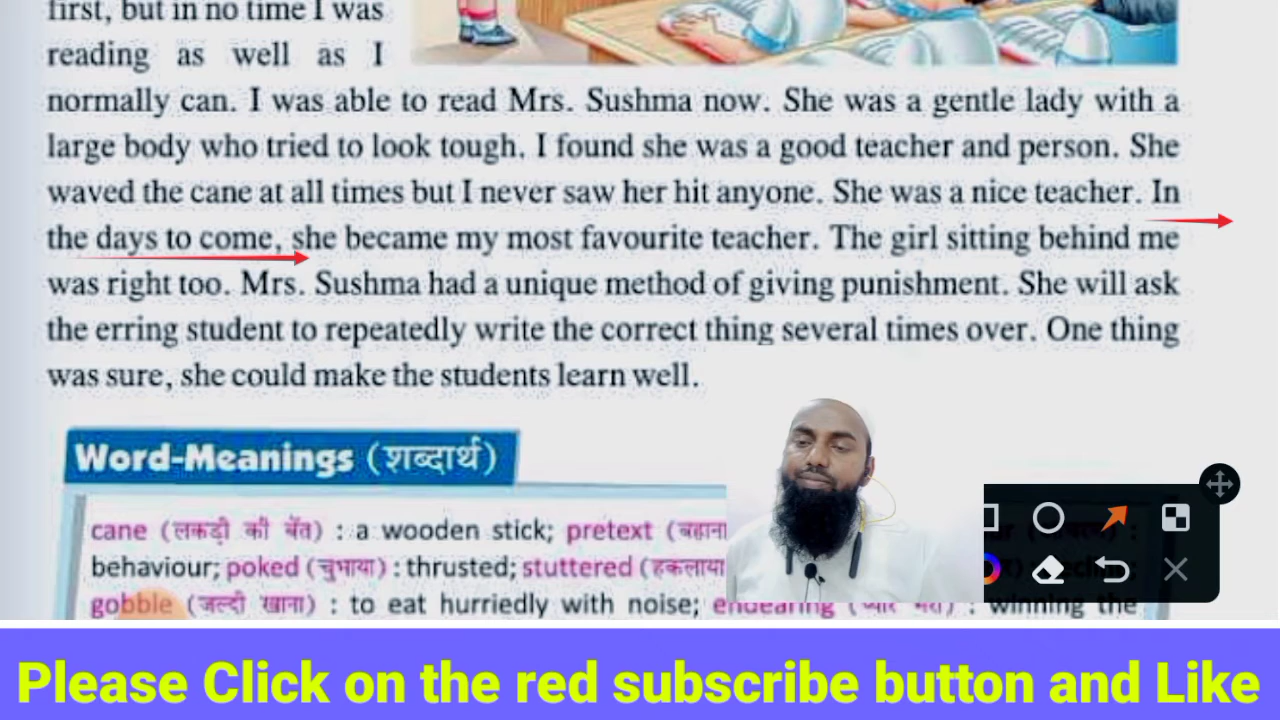 first, but in no time I was
reading as well as I
normally can. I was able to read Mrs. Sushma now. She was a gentle lady with a
large body who tried to look tough. I found she was a good teacher and person. She
waved the cane at all times but I never saw her hit anyone. She was a nice teacher. In
the days to come, she became my most favourite teacher. The girl sitting behind me
was right too. Mrs. Sushma had a unique method of giving punishment. She will ask
the erring student to repeatedly write the correct thing several times over. One thing
was sure, she could make the students learn well.
Word-Meanings (शब्दार्थ)
cane (लकड़ी की बेंत) : a wooden stick; pretext (बहाना
behaviour; poked (चुभाया) : thrusted; stuttered (हकलाया
gobble (जल्दी खाना) : to eat hurriedly with noise; endearing : winning the
Please Click on the red subscribe button and Like